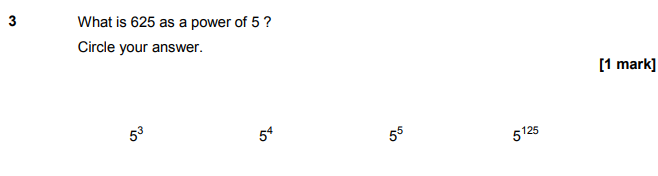 3 What is 625 as a power of 5 ?
Circle your answer.
[1 mark]
5³ 5⁴ 5⁵ 5¹²⁵